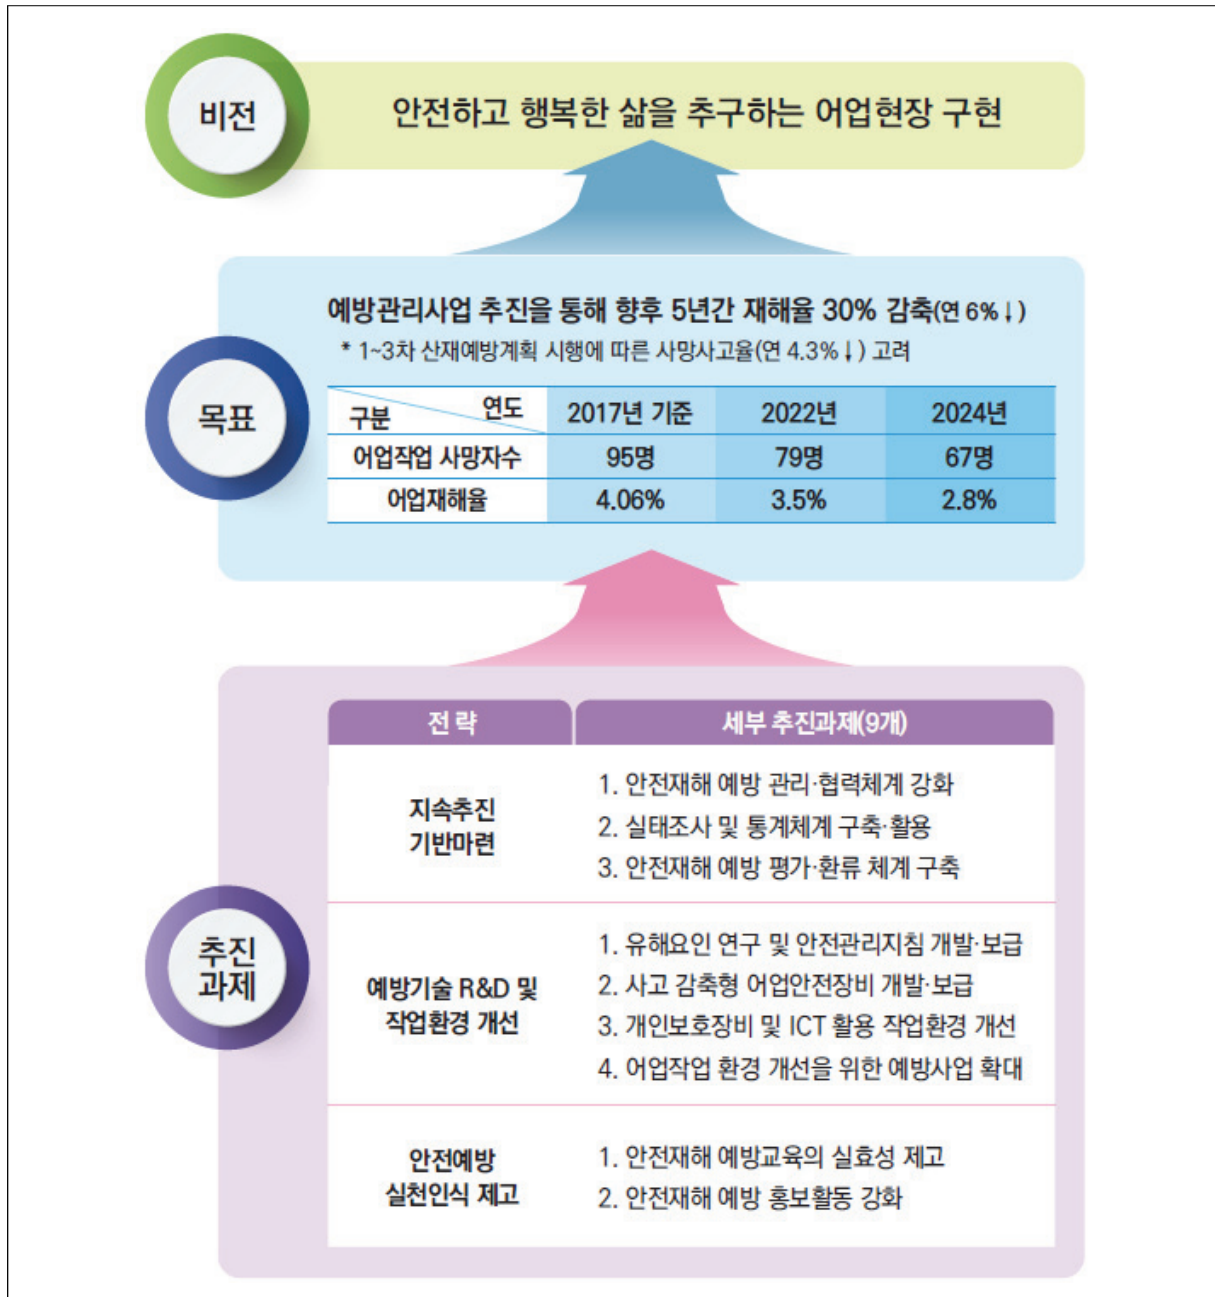 비전
안전하고 행복한 삶을 추구하는 어업현장 구현
목표
예방관리사업 추진을 통해 향후 5년간 재해율 30% 감축(연 6%↓)
* 1~3차 산재예방계획 시행에 따른 사망사고율(연 4.3%↓) 고려
구분 연도 2017년 기준 2022년 2024년
어업작업 사망자수 95명 79명 67명
어업재해율 4.06% 3.5% 2.8%
추진
과제
전 략 세부 추진과제(9개)
지속추진
기반마련
1. 안전재해 예방 관리·협력체계 강화
2. 실태조사 및 통계체계 구축·활용
3. 안전재해 예방 평가·환류 체계 구축
예방기술 R&D 및
작업환경 개선
1. 유해요인 연구 및 안전관리지침 개발·보급
2. 사고 감축형 어업안전장비 개발·보급
3. 개인보호장비 및 ICT 활용 작업환경 개선
4. 어업작업 환경 개선을 위한 예방사업 확대
안전예방
실천인식 제고
1. 안전재해 예방교육의 실효성 제고
2. 안전재해 예방 홍보활동 강화